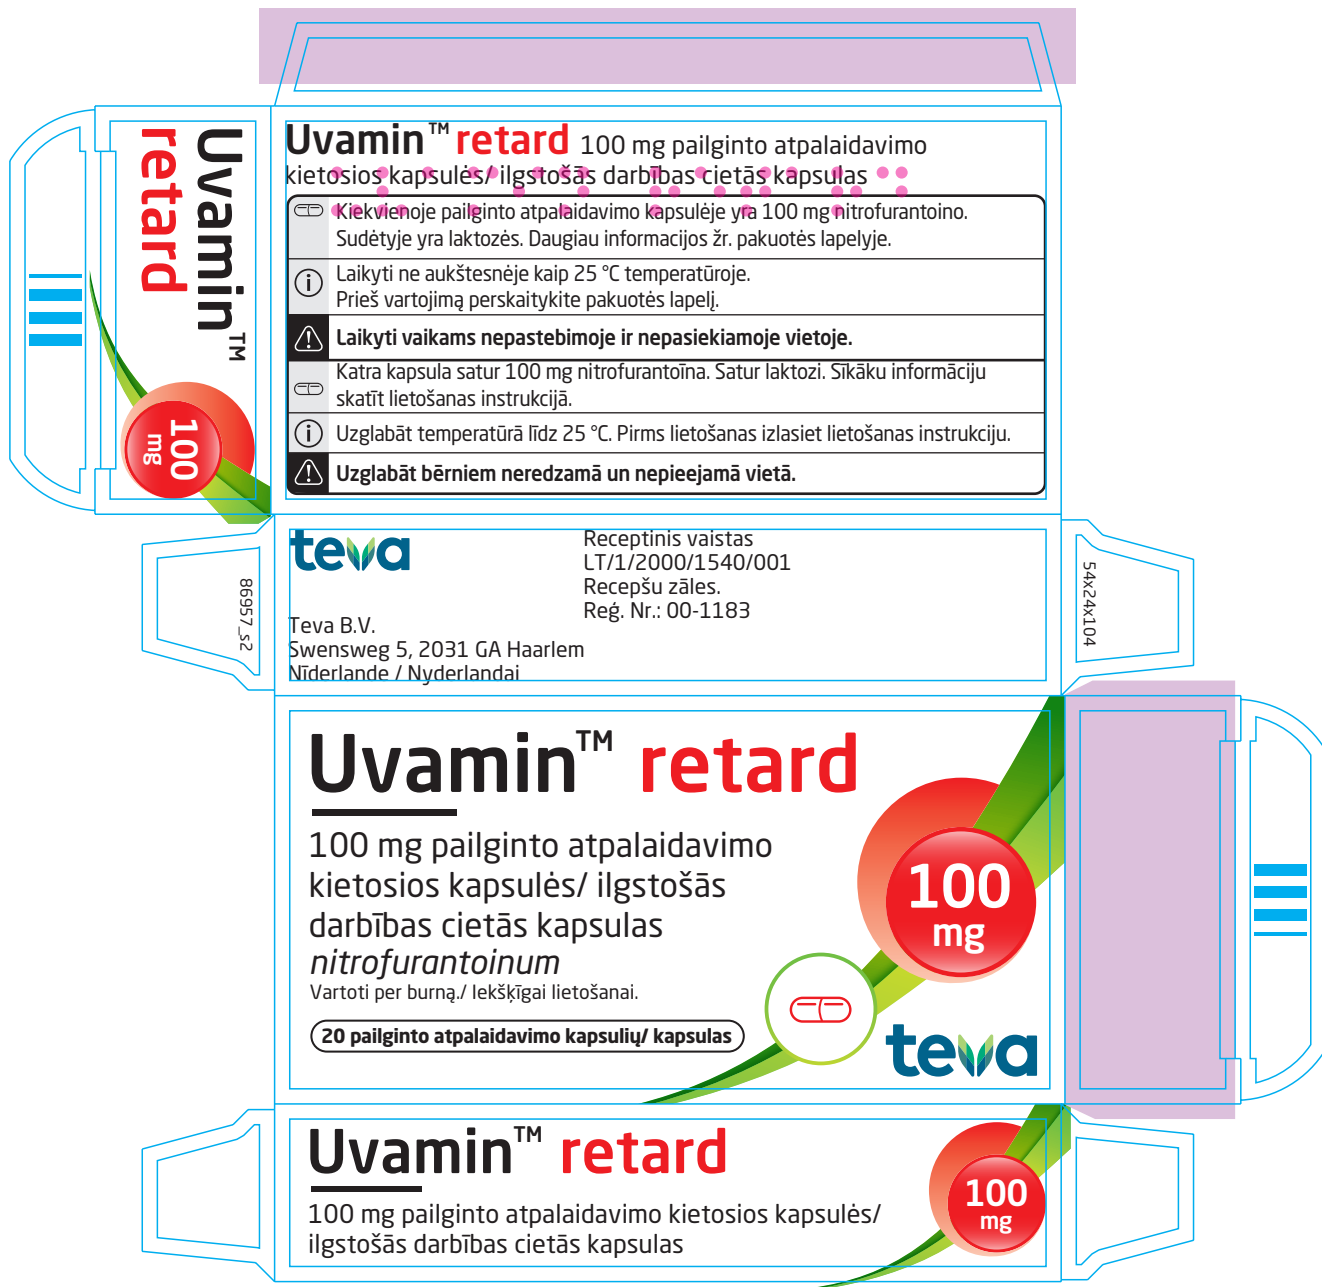 Uvamin™ retard 100 mg pailginto atpalaidavimo
kietosios kapsulės/ ilgstošās darbības cietās kapsulas
Kiekvienoje pailginto atpalaidavimo kapsulėje yra 100 mg nitrofurantoino.
Sudėtyje yra laktozės. Daugiau informacijos žr. pakuotės lapelyje.
Laikyti ne aukštesnėje kaip 25 °C temperatūroje.
Prieš vartojimą perskaitykite pakuotės lapelį.
Laikyti vaikams nepastebimoje ir nepasiekiamoje vietoje.
Katra kapsula satur 100 mg nitrofurantoīna. Satur laktozi. Sīkāku informāciju
skatīt lietošanas instrukcijā.
Uzglabāt temperatūrā līdz 25 °C. Pirms lietošanas izlasiet lietošanas instrukciju.
Uzglabāt bērniem neredzamā un nepieejamā vietā.
Uvamin™
retard
100
mg
teva
Teva B.V.
Swensweg 5, 2031 GA Haarlem
Nīderlande / Nyderlandai
Receptinis vaistas
LT/1/2000/1540/001
Recepšu zāles.
Reģ. Nr.: 00-1183
86957_s2
54x24x104
Uvamin™ retard
100 mg pailginto atpalaidavimo
kietosios kapsulės/ ilgstošās
darbības cietās kapsulas
nitrofurantoinum
Vartoti per burną./ Iekšķīgai lietošanai.
20 pailginto atpalaidavimo kapsulių/ kapsulas
100
mg
teva
Uvamin™ retard
100 mg pailginto atpalaidavimo kietosios kapsulės/
ilgstošās darbības cietās kapsulas
100
mg